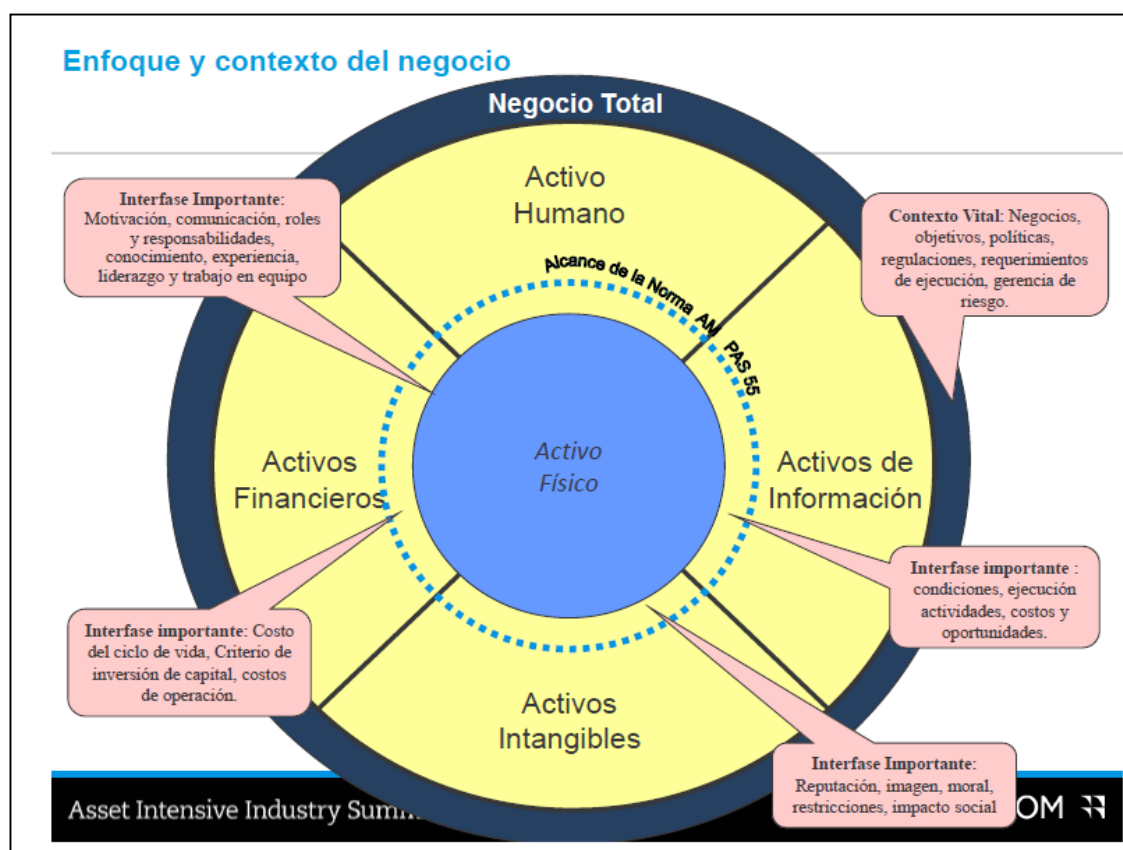 Enfoque y contexto del negocio
Negocio Total
Activo
Humano
Interfase Importante:
Motivación, comunicación, roles
y responsabilidades,
conocimiento, experiencia,
liderazgo y trabajo en equipo
Contexto Vital: Negocios,
objetivos, políticas,
regulaciones, requerimientos
de ejecución, gerencia de
riesgo.
Alcance de la Norma AM PAS 55
Activos
Financieros
Activo
Físico
Activos de
Información
Interfase importante :
condiciones, ejecución
actividades, costos y
oportunidades.
Interfase importante: Costo
del ciclo de vida, Criterio de
inversión de capital, costos
de operación.
Activos
Intangibles
Interfase Importante:
Reputación, imagen, moral,
restricciones, impacto social
Asset Intensive Industry